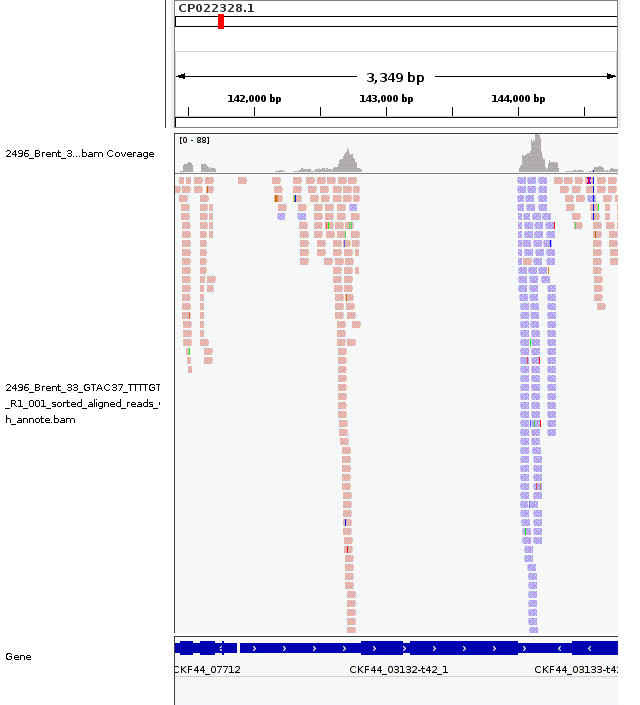 CP022328.1
3,349 bp
142,000 bp 143,000 bp 144,000 bp
[0 - 88]
2496_Brent_3...bam Coverage
2496_Brent_33_GTAC37_TTTTGT
_R1_001_sorted_aligned_reads_
h_annote.bam
Gene
CKF44_07712 CKF44_03132-t42_1 CKF44_03133-t4